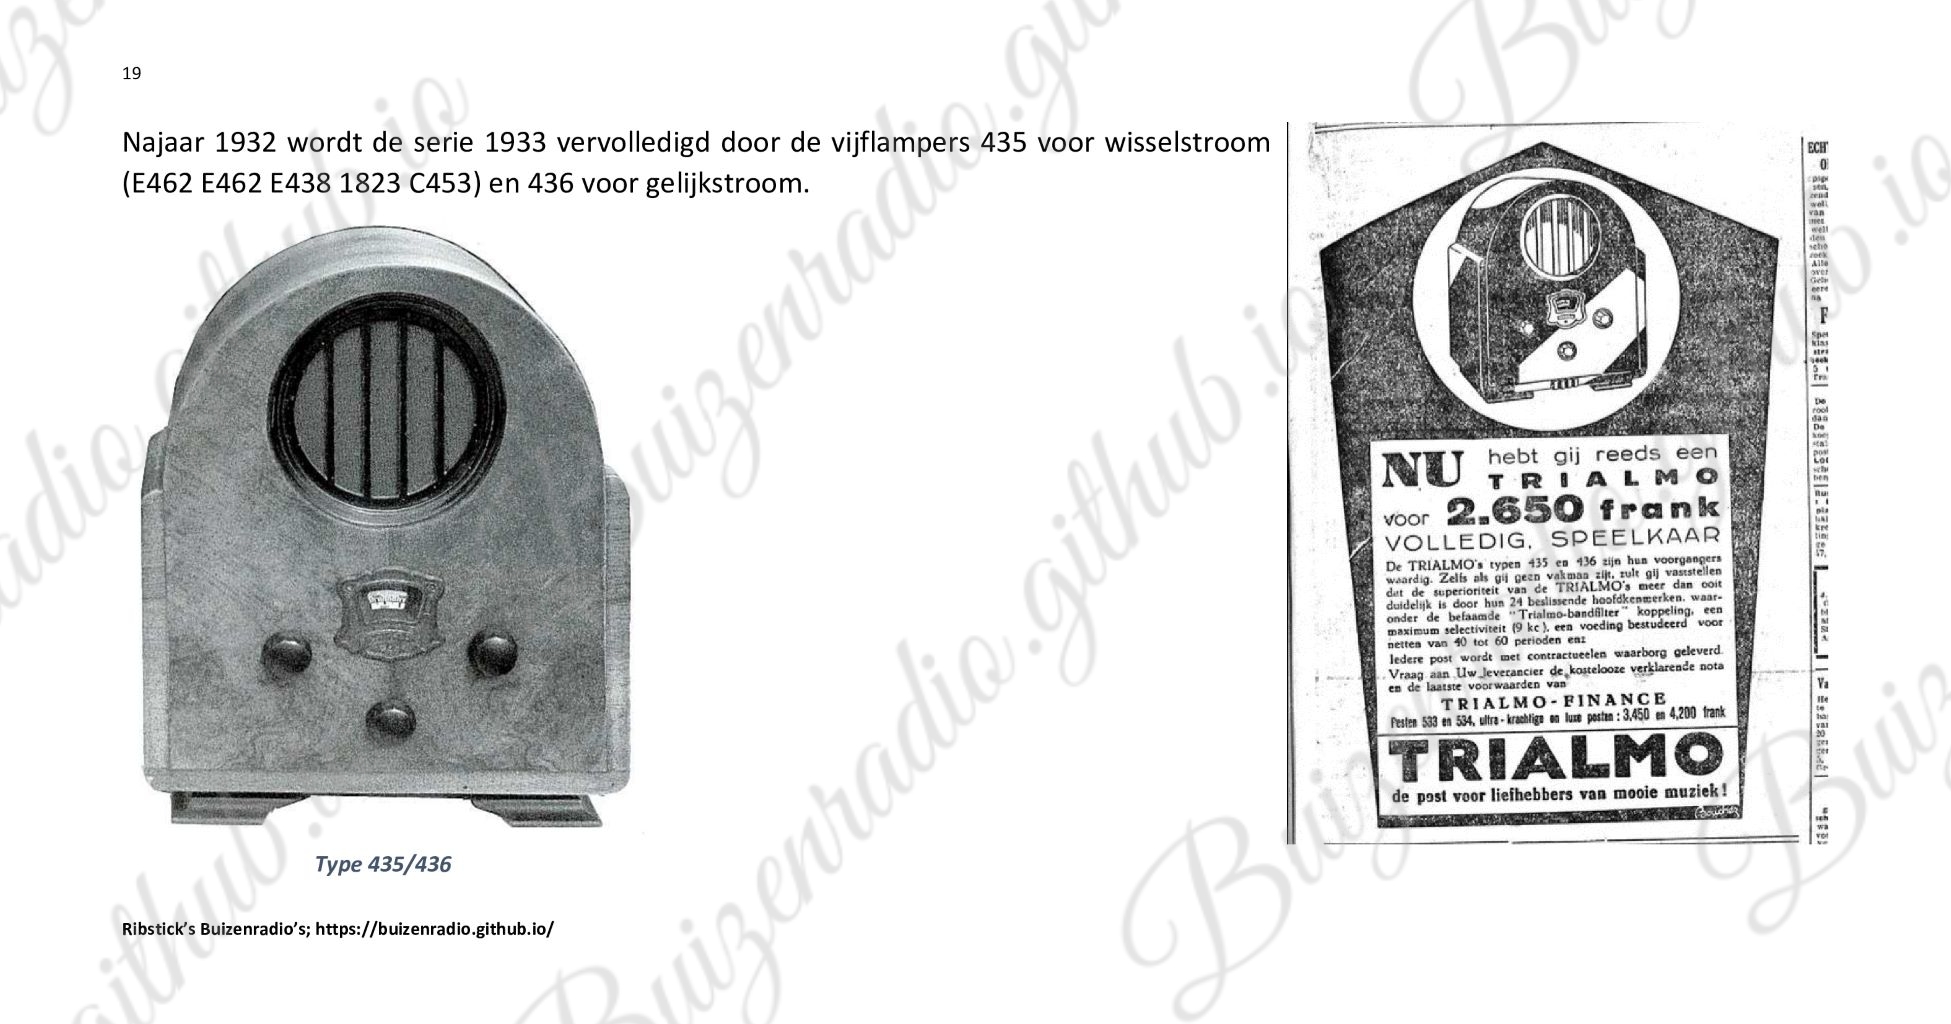 19
Najaar 1932 wordt de serie 1933 vervolledigd door de vijflampers 435 voor wisselstroom
(E462 E462 E438 1823 C453) en 436 voor gelijkstroom.
Type 435/436
Ribstick’s Buizenradio’s; https://buizenradio.github.io/
NU hebt gij reeds een
TRIALMO
voor 2.650 frank
VOLLEDIG, SPEELKAAR
De TRIALMO's typen 435 en 436 zijn hun voorgangers
waardig. Zelfs als gij geen vakman zijt, zult gij vaststellen
dat de superioriteit van de TRIALMO's meer dan ooit
duidelijk is door hun 24 beslissende hoofdkenmerken, waar-
onder de befaamde "Trialmo-bandfilter" koppeling, een
maximum selectiviteit (9 kc), een voeding bestudeerd voor
netten van 40 tot 60 perioden enz
Iedere post wordt met contractueelen waarborg geleverd.
Vraag aan Uw leverancier de kostelooze verklarende nota
en de laatste voorwaarden van
TRIALMO-FINANCE
Posten 533 en 534, ultra-krachtige en luxe posten : 3,450 en 4,200 frank
TRIALMO
de post voor liefhebbers van mooie muziek!
Buizenradio.github.io